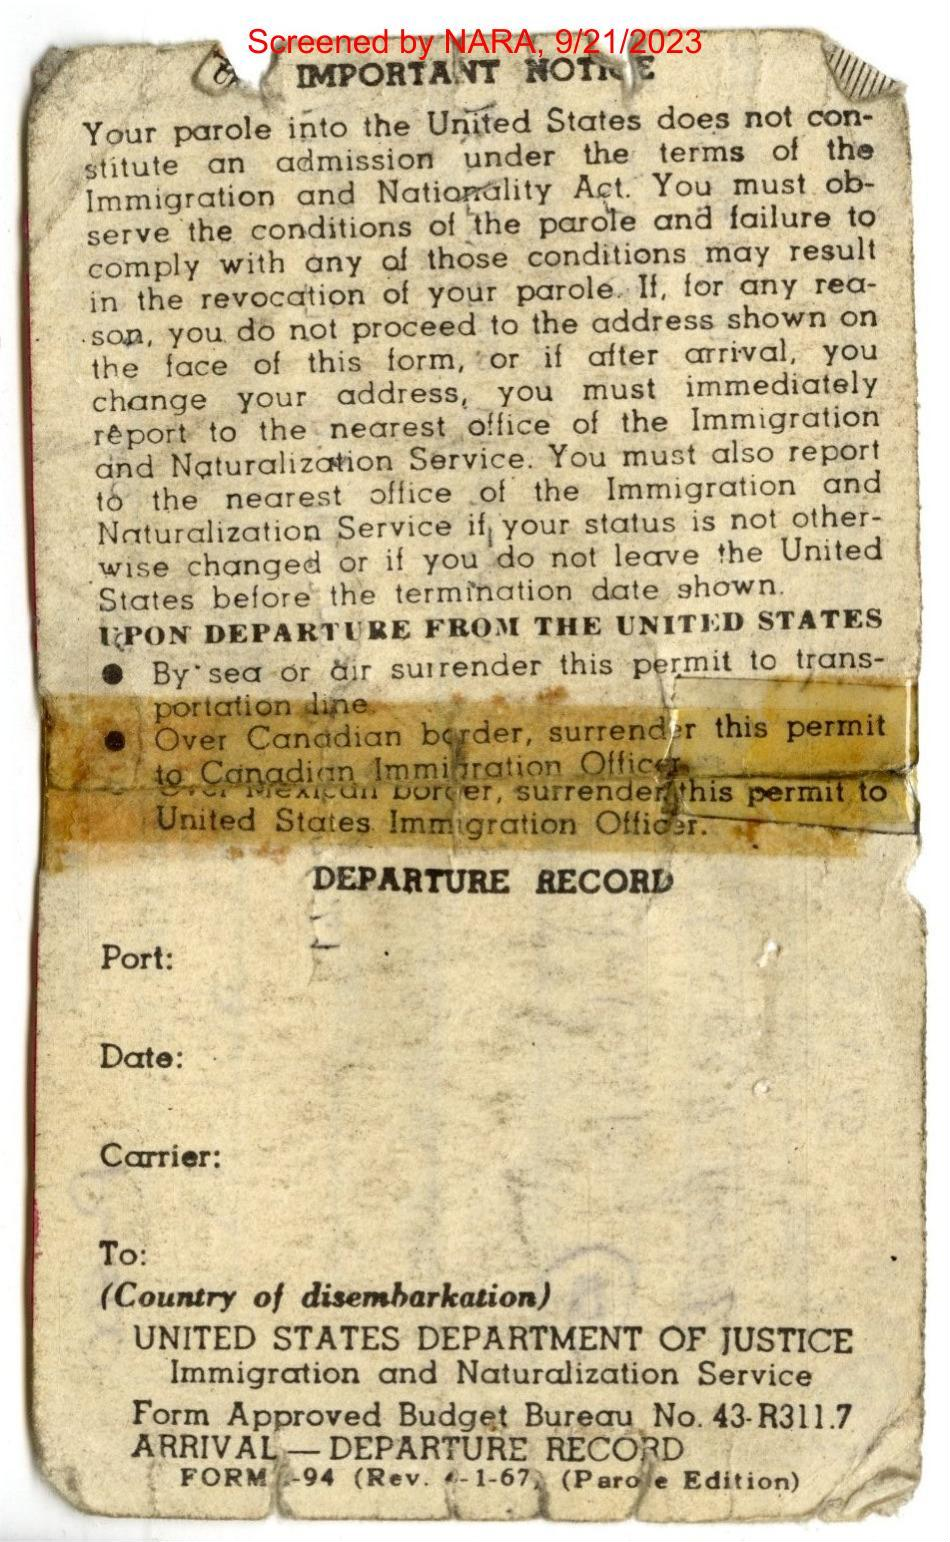 Screened by NARA, 9/21/2023
IMPORTANT NOTICE
Your parole into the United States does not con-
stitute an admission under the terms of the
Immigration and Nationality Act. You must ob-
serve the conditions of the parole and failure to
comply with any of those conditions may result
in the revocation of your parole. If, for any rea-
son, you do not proceed to the address shown on
the face of this form, or if after arrival, you
change your address, you must immediately
report to the nearest office of the Immigration
and Naturalization Service. You must also report
to the nearest office of the Immigration and
Naturalization Service if your status is not other-
wise changed or if you do not leave the United
States before the termination date shown.
UPON DEPARTURE FROM THE UNITED STATES
● By sea or air surrender this permit to trans-
portation line.
● Over Canadian border, surrender this permit
to Canadian Immigration Officer.
Over Mexican border, surrender this permit to
United States Immigration Officer.
DEPARTURE RECORD
Port:
Date:
Carrier:
To:
(Country of disembarkation)
UNITED STATES DEPARTMENT OF JUSTICE
Immigration and Naturalization Service
Form Approved Budget Bureau No. 43-R311.7
ARRIVAL — DEPARTURE RECORD
FORM -94 (Rev. -1-67) (Parole Edition)